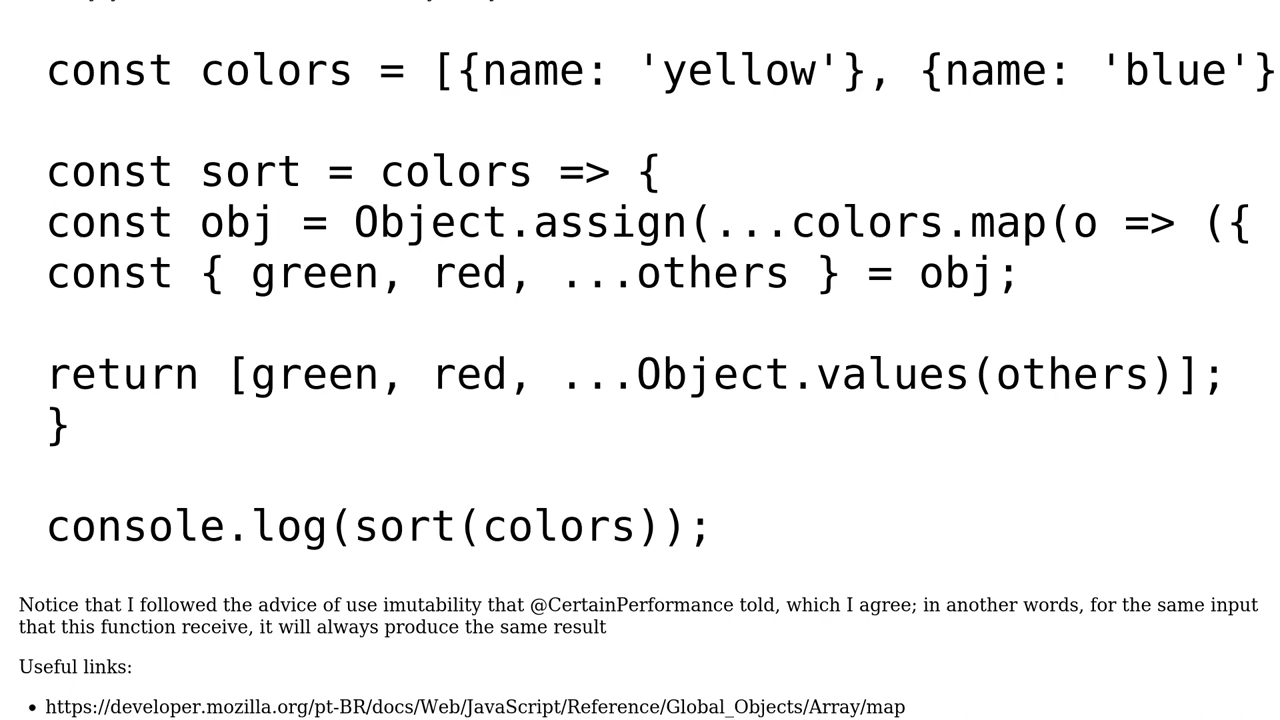 const colors = [{name: 'yellow'}, {name: 'blue'}
const sort = colors => {
const obj = Object.assign(...colors.map(o => ({
const { green, red, ...others } = obj;
return [green, red, ...Object.values(others)];
}
console.log(sort(colors));
Notice that I followed the advice of use imutability that @CertainPerformance told, which I agree; in another words, for the same input
that this function receive, it will always produce the same result
Useful links:
• https://developer.mozilla.org/pt-BR/docs/Web/JavaScript/Reference/Global_Objects/Array/map